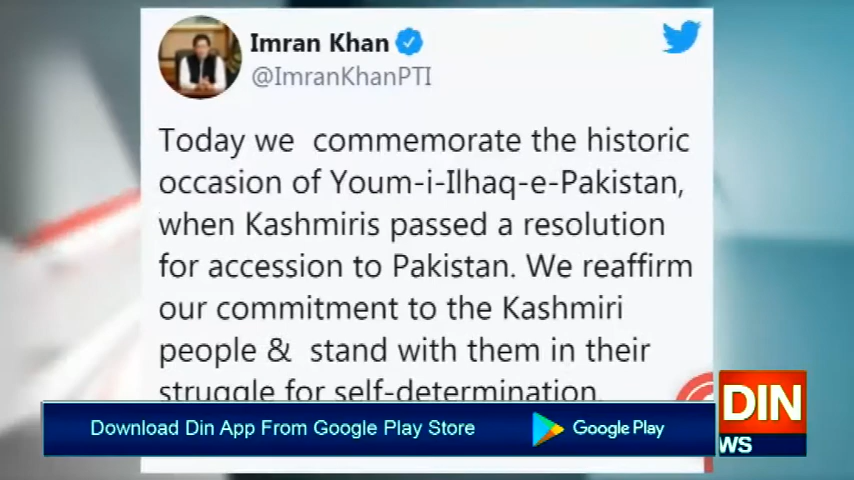 Imran Khan
@ImranKhanPTI
Today we commemorate the historic
occasion of Youm-i-Ilhaq-e-Pakistan,
when Kashmiris passed a resolution
for accession to Pakistan. We reaffirm
our commitment to the Kashmiri
people & stand with them in their
struggle for self-determination.
Download Din App From Google Play Store
Google Play
DIN
WS